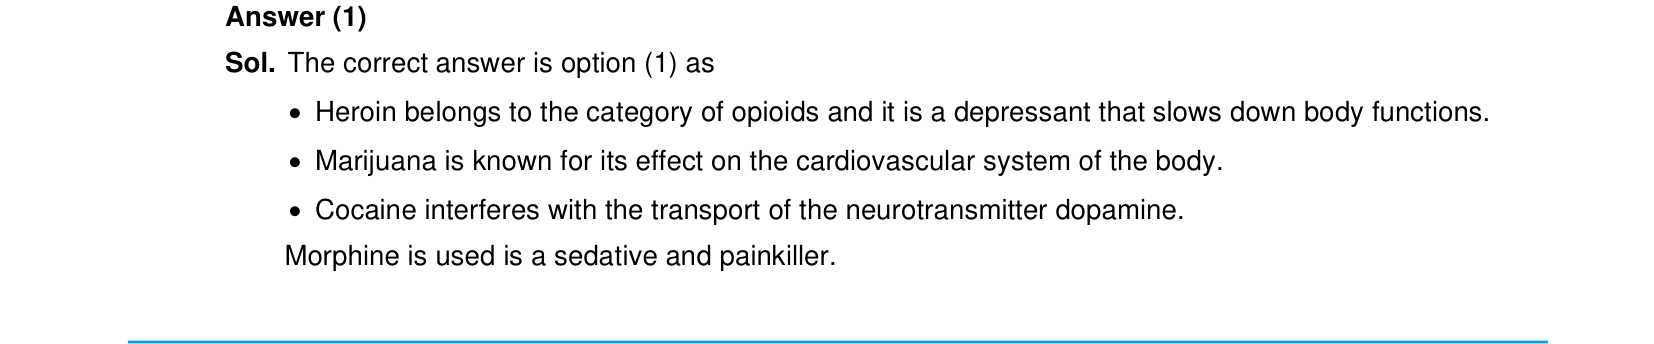 Answer (1)
Sol. The correct answer is option (1) as
• Heroin belongs to the category of opioids and it is a depressant that slows down body functions.
• Marijuana is known for its effect on the cardiovascular system of the body.
• Cocaine interferes with the transport of the neurotransmitter dopamine.
Morphine is used is a sedative and painkiller.